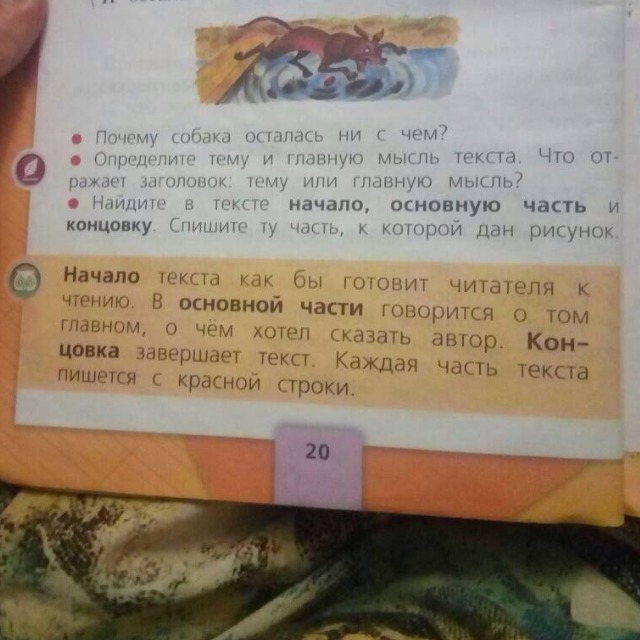 • Почему собака осталась ни с чем?
• Определите тему и главную мысль текста. Что от-
ражает заголовок: тему или главную мысль?
• Найдите в тексте начало, основную часть и
концовку. Спишите ту часть, к которой дан рисунок.
Начало текста как бы готовит читателя к
чтению. В основной части говорится о том
главном, о чём хотел сказать автор. Кон-
цовка завершает текст. Каждая часть текста
пишется с красной строки.
20